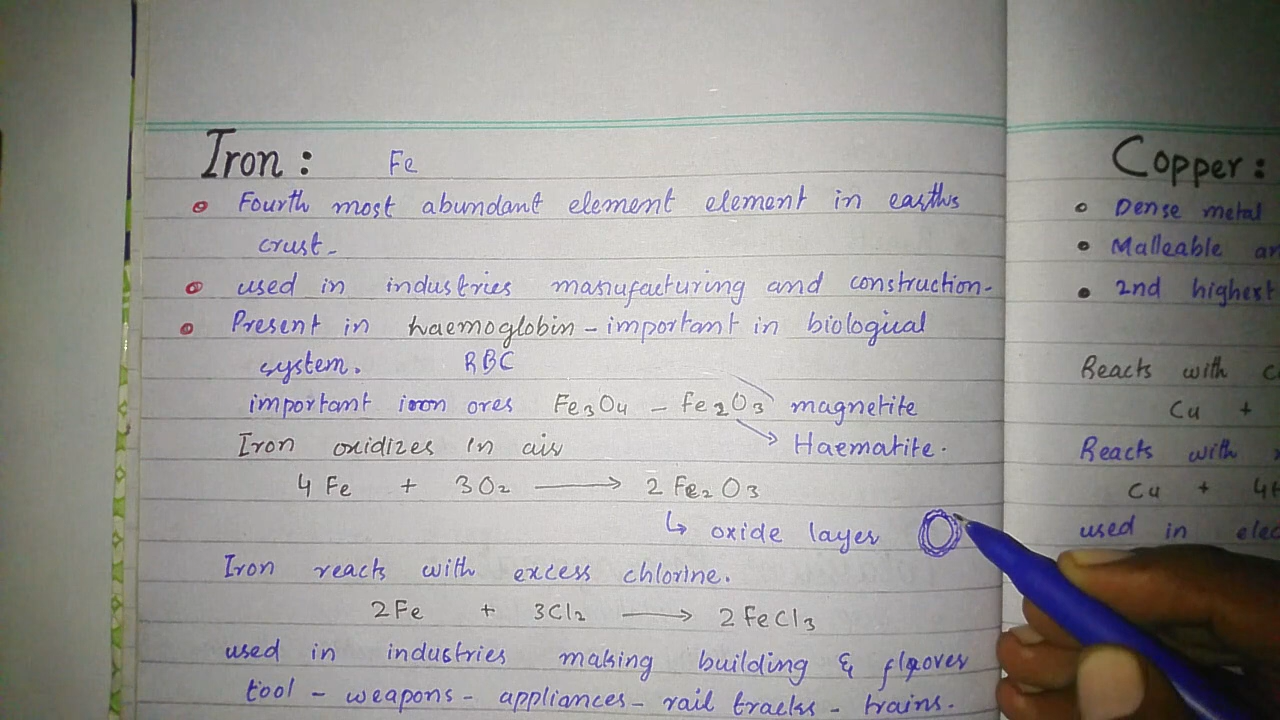 Iron : Fe
Fourth most abundant element element in earths
crust -
used in industries manufacturing and construction -
Present in haemoglobin - important in biological
system. RBC
important iron ores Fe3O4 - Fe2O3 magnetite
Iron oxidizes in air Haematite .
4 Fe + 3O2 → 2 Fe2O3
↳ oxide layer
Iron reacts with excess chlorine.
2Fe + 3Cl2 → 2 FeCl3
used in industries making building &
tool - weapons - appliances - rail tracks - trains .
Copper :
Dense metal
Malleable
2nd highest
Reacts with
Cu +
Reacts with
Cu +
used in